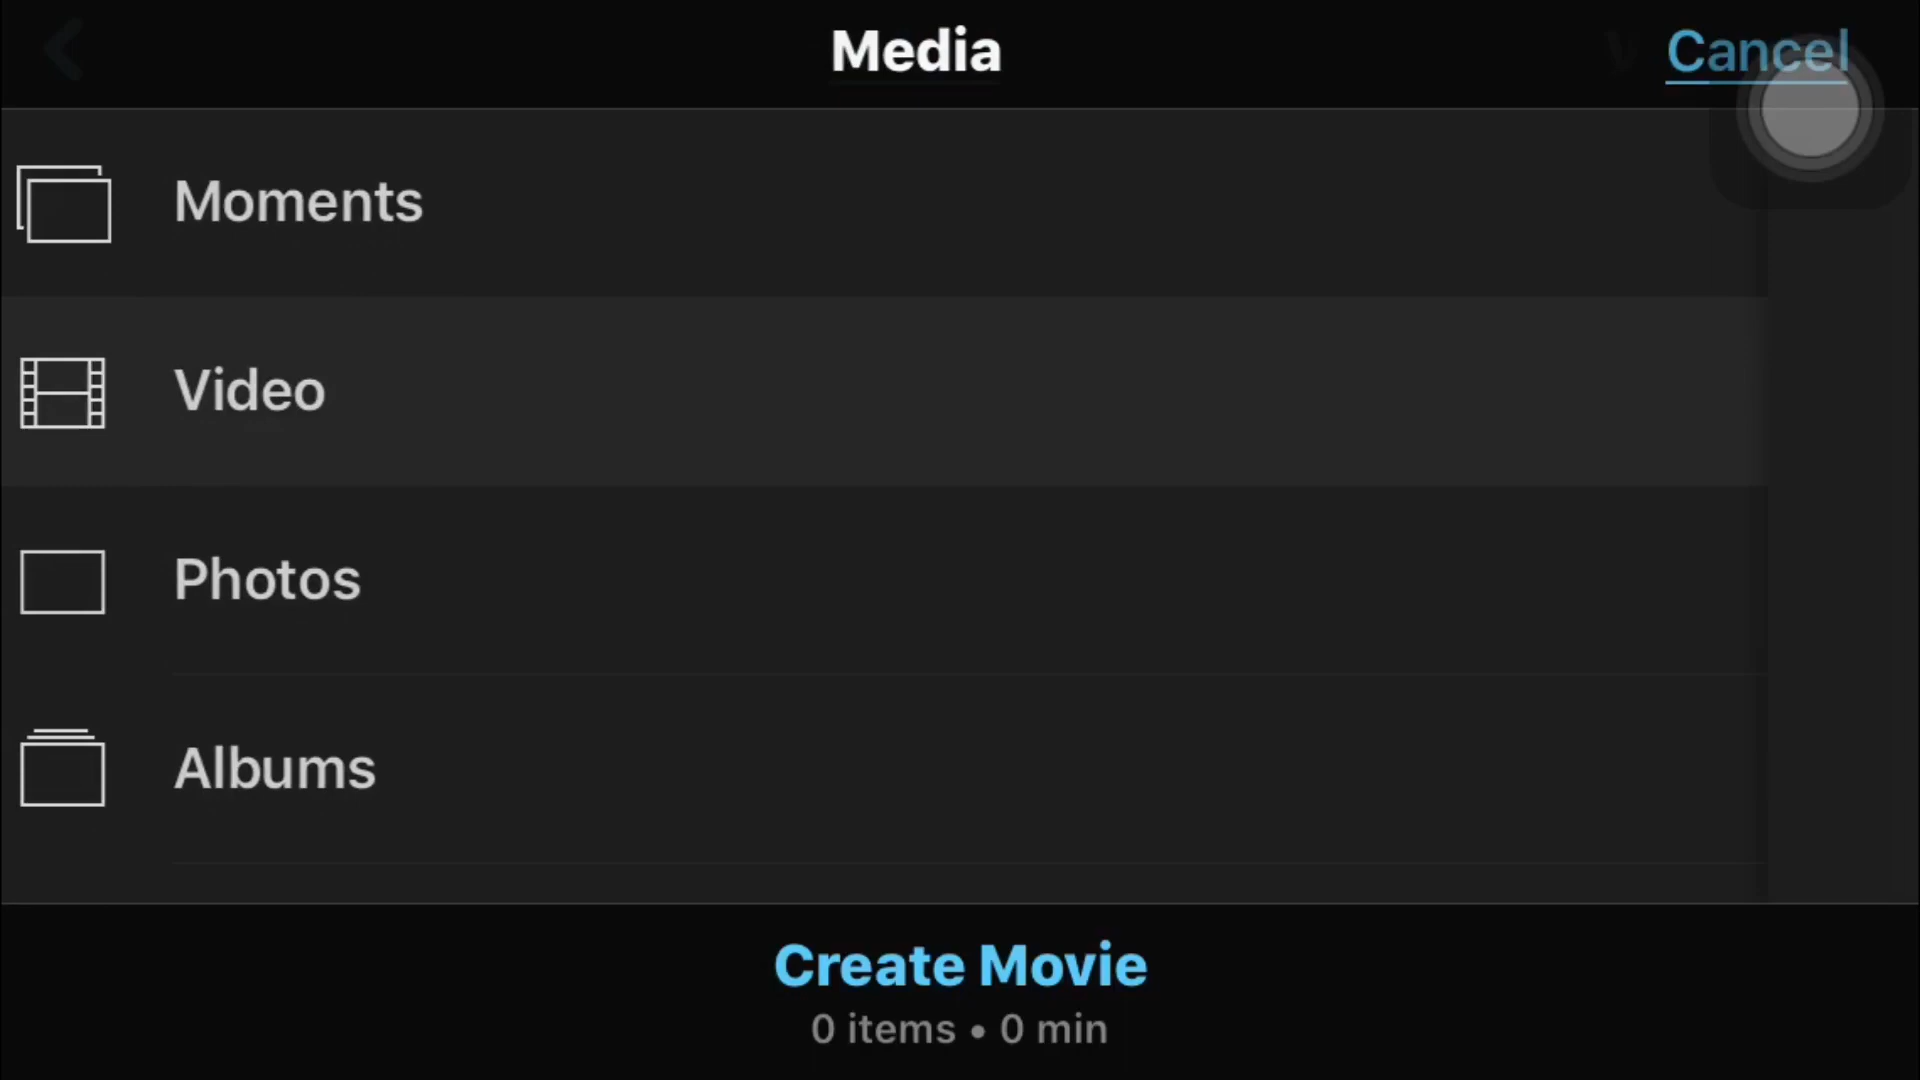 Media
Cancel
Moments
Video
Photos
Albums
Create Movie
0 items • 0 min